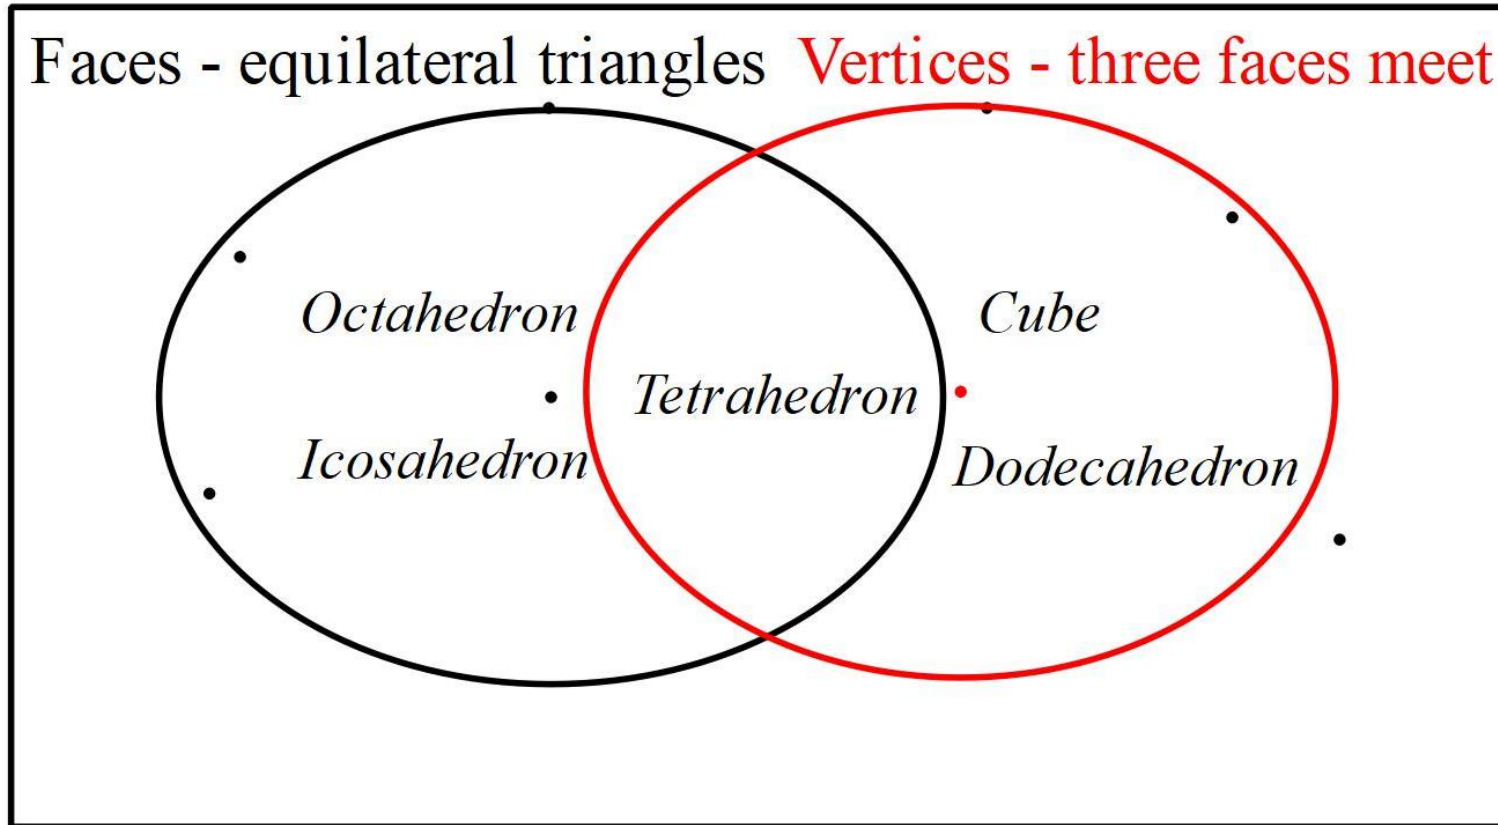 Faces - equilateral triangles
Vertices - three faces meet
Octahedron
Cube
Tetrahedron
Icosahedron
Dodecahedron